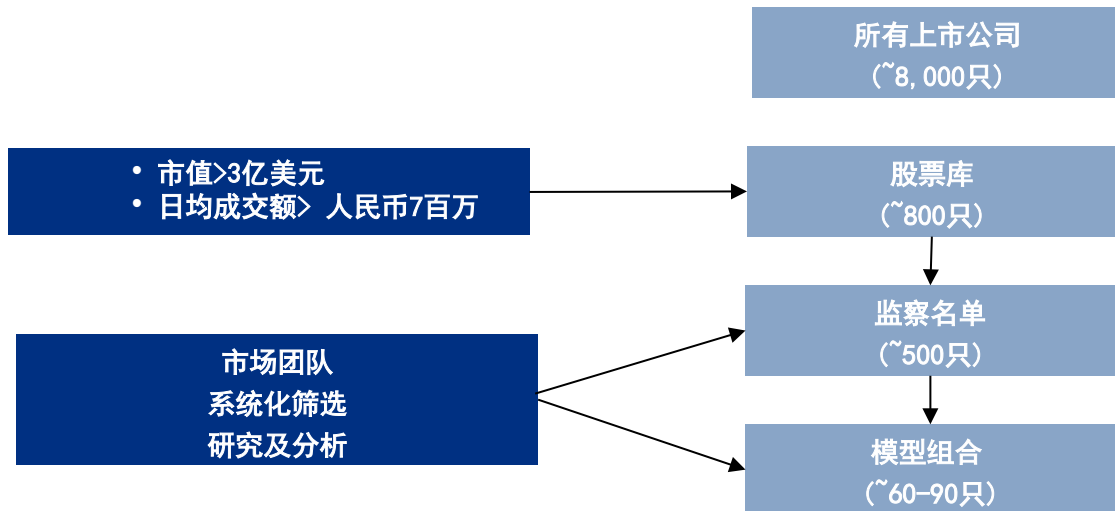 所有上市公司
(~8,000只)
• 市值>3亿美元
• 日均成交额> 人民币7百万
股票库
(~800只)
监察名单
(~500只)
市场团队
系统化筛选
研究及分析
模型组合
(~60-90只)